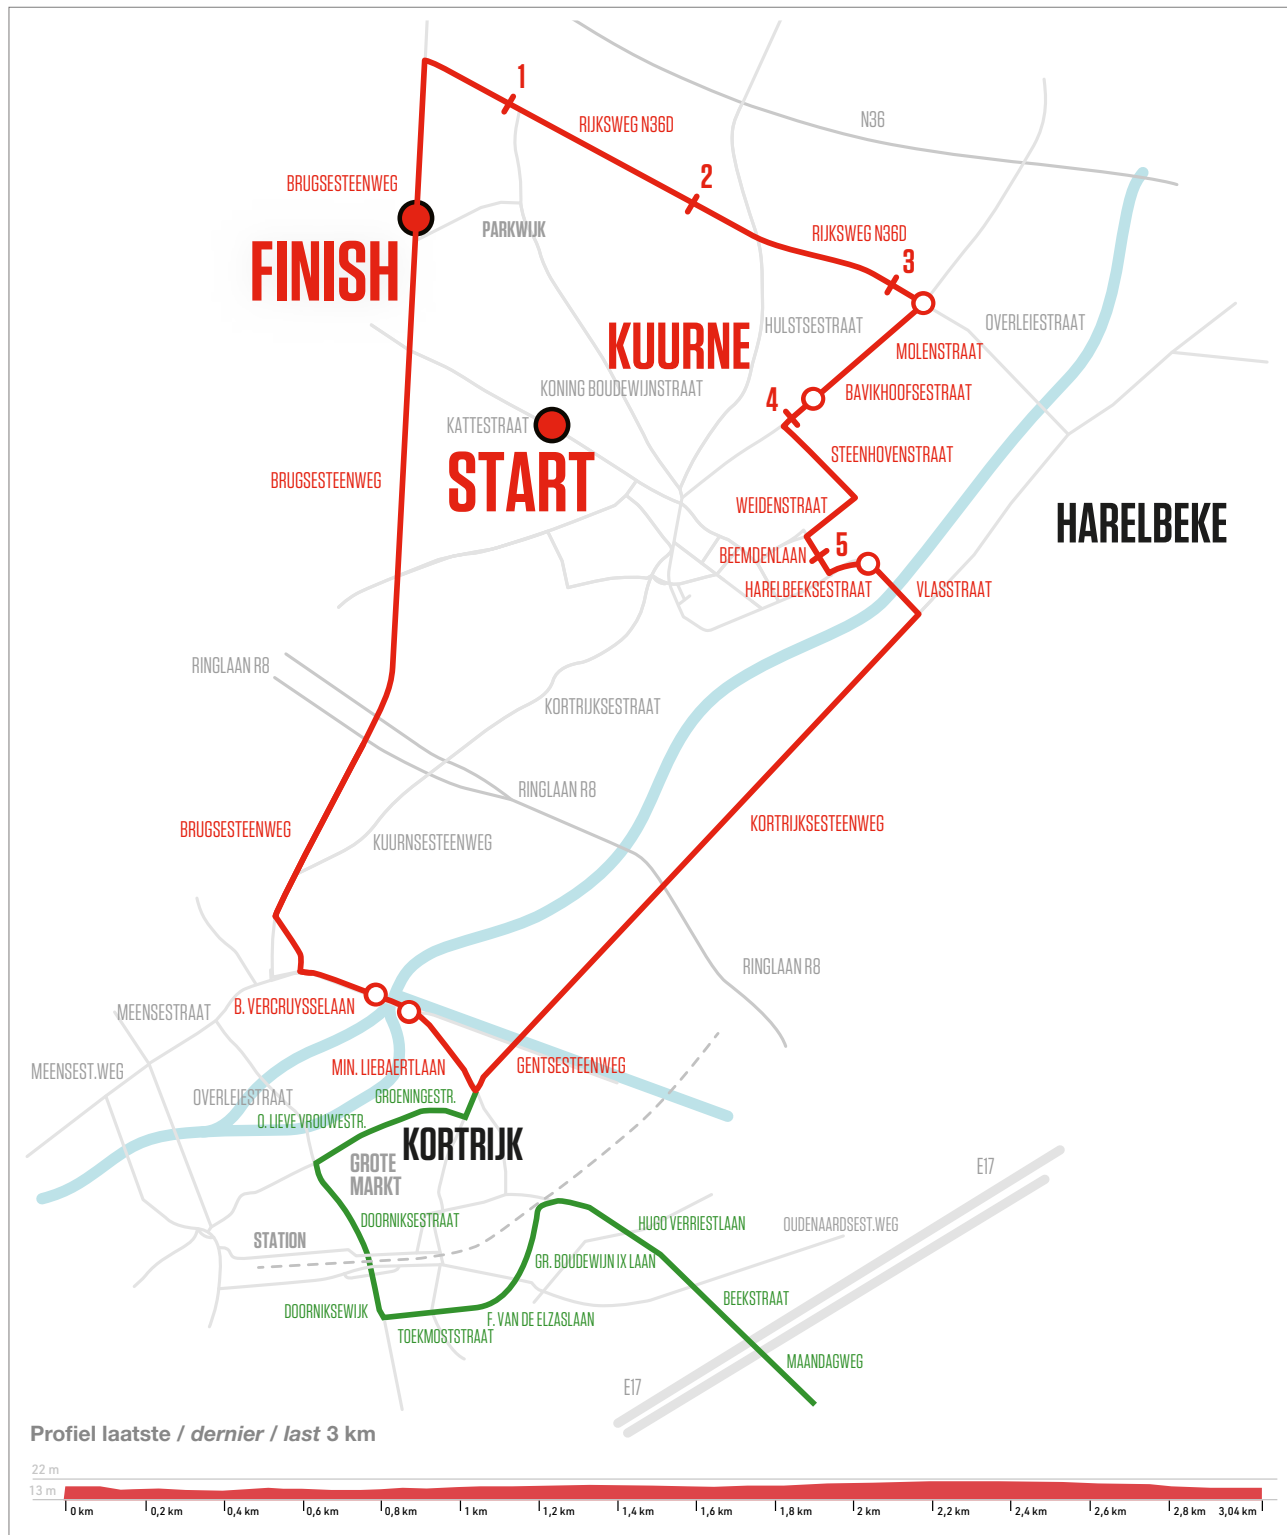 1
RIJKSWEG N36D
N36
2
BRUGSESTEENWEG
PARKWIJK
RIJKSWEG N36D
FINISH
3
HULSTSESTRAAT
OVERLEIESTRAAT
KUURNE
MOLENSTRAAT
KONING BOUDEWIJNSTRAAT
BAVIKHOOFSESTRAAT
4
KATTESTRAAT
STEENHOVENSTRAAT
START
BRUGSESTEENWEG
WEIDENSTRAAT
HARELBEKE
5
BEEMDENLAAN
HARELBEEKSESTRAAT
VLASSTRAAT
RINGLAAN R8
KORTRIJKSESTRAAT
RINGLAAN R8
BRUGSESTEENWEG
KORTRIJKSESTEENWEG
KUURNSESTEENWEG
RINGLAAN R8
B. VERCRUYSSELAAN
MEENSESTRAAT
MEENSEST.WEG
MIN. LIEBAERTLAAN
GENTSESTEENWEG
OVERLEIESTRAAT
GROENINGESTR.
O. LIEVE VROUWESTR.
KORTRIJK
GROTE
MARKT
E17
DOORNIKSESTRAAT
HUGO VERRIESTLAAN
OUDENAARDSEST.WEG
STATION
GR. BOUDEWIJN IX LAAN
BEEKSTRAAT
DOORNIKSEWIJK
F. VAN DE ELZASLAAN
TOEKMOSTSTRAAT
MAANDAGWEG
E17
Profiel laatste / dernier / last 3 km
22 m
13 m
0 km 0,2 km 0,4 km 0,6 km 0,8 km 1 km 1,2 km 1,4 km 1,6 km 1,8 km 2 km 2,2 km 2,4 km 2,6 km 2,8 km 3,04 km